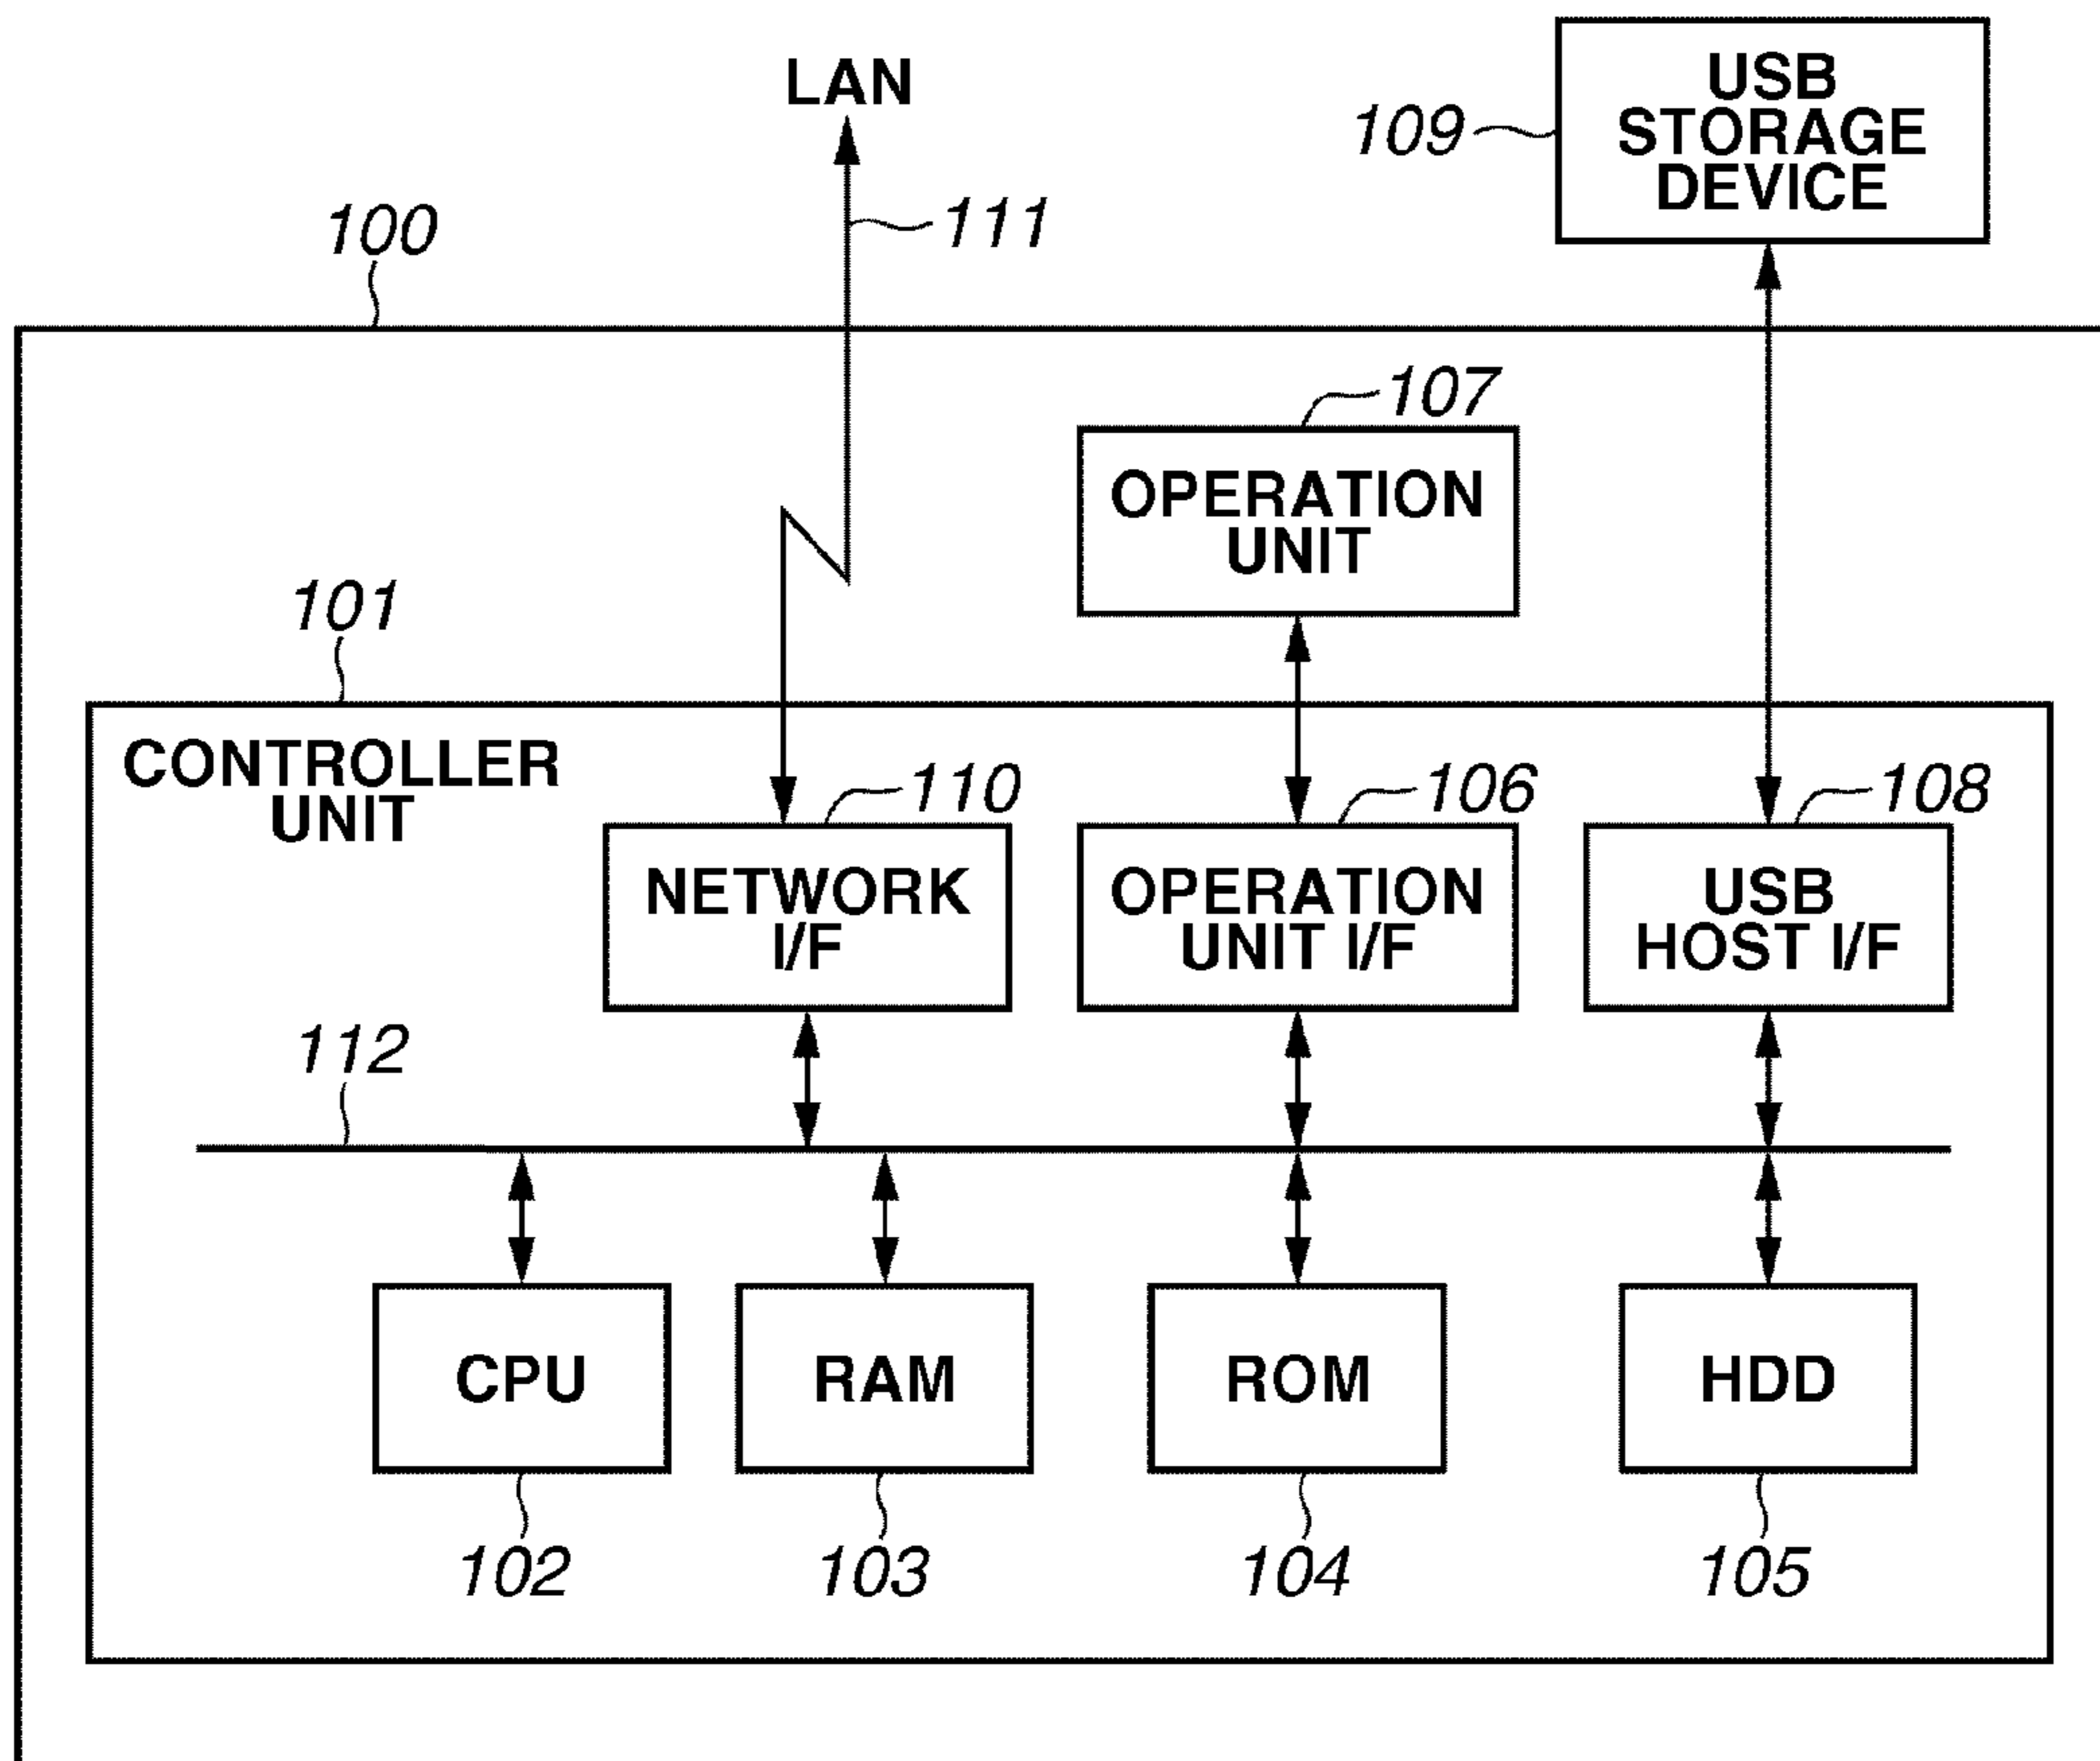 LAN
USB
STORAGE
DEVICE
109
100
111
107
OPERATION
UNIT
101
CONTROLLER
UNIT
110
106
108
NETWORK
I/F
OPERATION
UNIT I/F
USB
HOST I/F
112
CPU
RAM
ROM
HDD
102
103
104
105